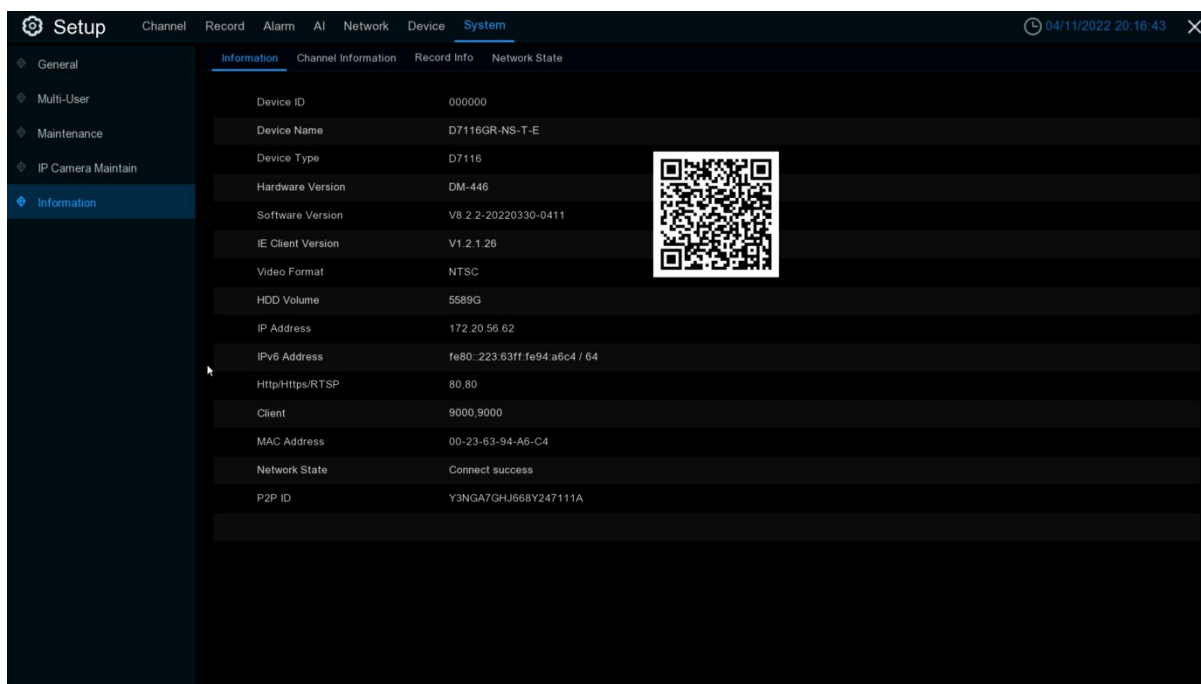 Setup Channel Record Alarm AI Network Device System 04/11/2022 20:16:43
General
Multi-User
Maintenance
IP Camera Maintain
Information
Information Channel Information Record Info Network State
Device ID 000000
Device Name D7116GR-NS-T-E
Device Type D7116
Hardware Version DM-446
Software Version V8.2.2-20220330-0411
IE Client Version V1.2.1.26
Video Format NTSC
HDD Volume 5589G
IP Address 172.20.56.62
IPv6 Address fe80::223:63ff:fe94:a6c4 / 64
Http/Https/RTSP 80,80
Client 9000,9000
MAC Address 00-23-63-94-A6-C4
Network State Connect success
P2P ID Y3NGA7GHJ668Y247111A